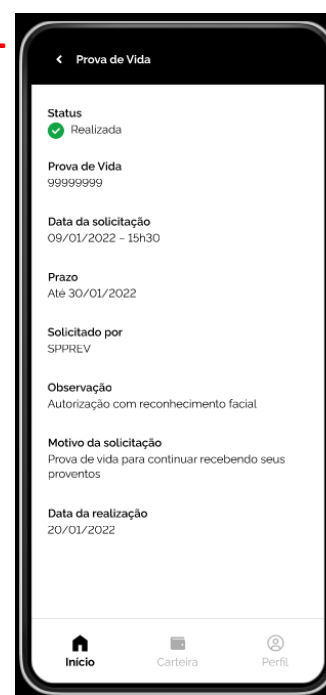 Prova de Vida
Status
Realizada
Prova de Vida
99999999
Data da solicitação
09/01/2022 – 15h30
Prazo
Até 30/01/2022
Solicitado por
SPPREV
Observação
Autorização com reconhecimento facial
Motivo da solicitação
Prova de vida para continuar recebendo seus
proventos
Data da realização
20/01/2022
Início Carteira Perfil